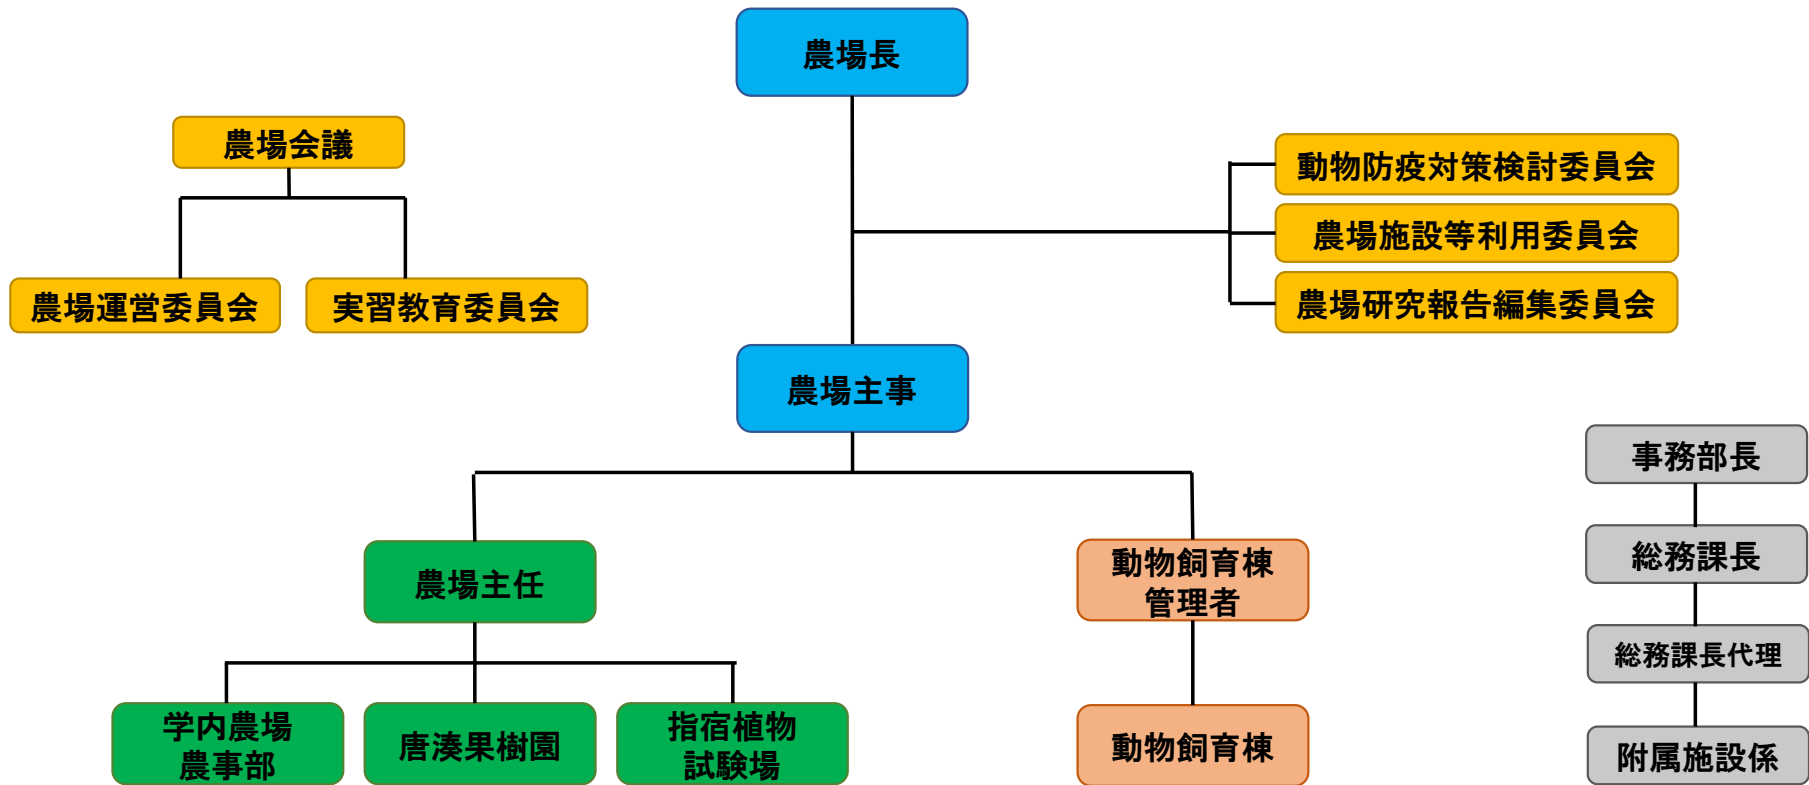 農場長
農場会議
農場運営委員会
実習教育委員会
動物防疫対策検討委員会
農場施設等利用委員会
農場研究報告編集委員会
農場主事
農場主任
学内農場
農事部
唐湊果樹園
指宿植物
試験場
動物飼育棟
管理者
動物飼育棟
事務部長
総務課長
総務課長代理
附属施設係